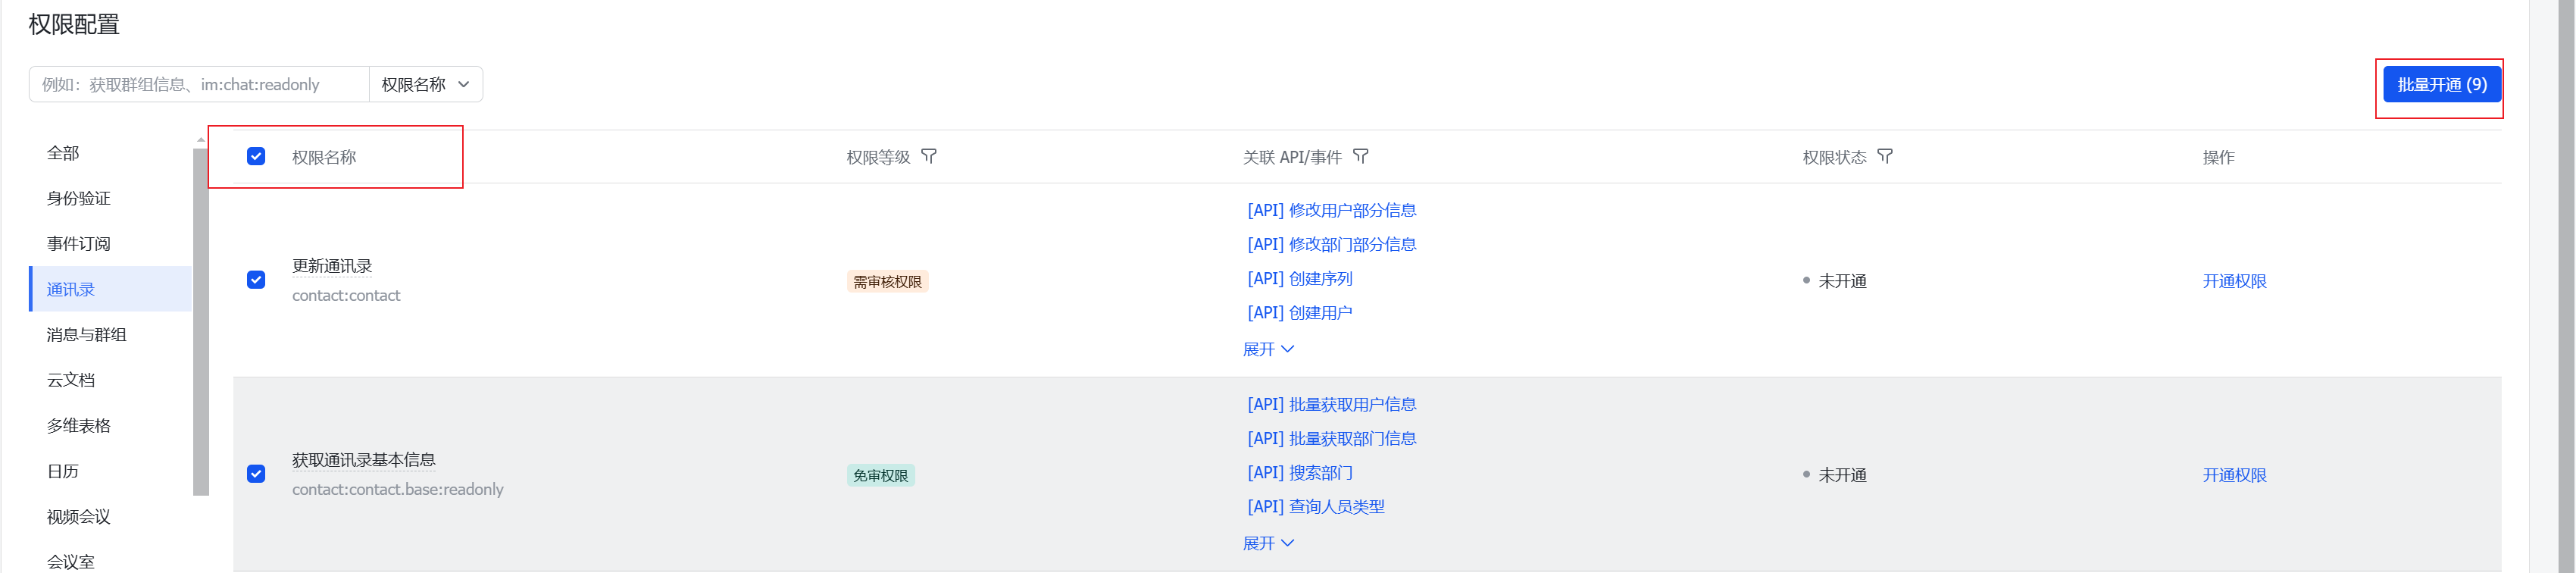 权限配置
例如：获取群组信息、im:chat:readonly
权限名称
批量开通 (9)
全部
身份验证
事件订阅
通讯录
消息与群组
云文档
多维表格
日历
视频会议
会议室
权限名称
权限等级
关联 API/事件
权限状态
操作
更新通讯录
contact:contact
需审核权限
[API] 修改用户部分信息
[API] 修改部门部分信息
[API] 创建序列
[API] 创建用户
展开
未开通
开通权限
获取通讯录基本信息
contact:contact.base:readonly
免审权限
[API] 批量获取用户信息
[API] 批量获取部门信息
[API] 搜索部门
[API] 查询人员类型
展开
未开通
开通权限